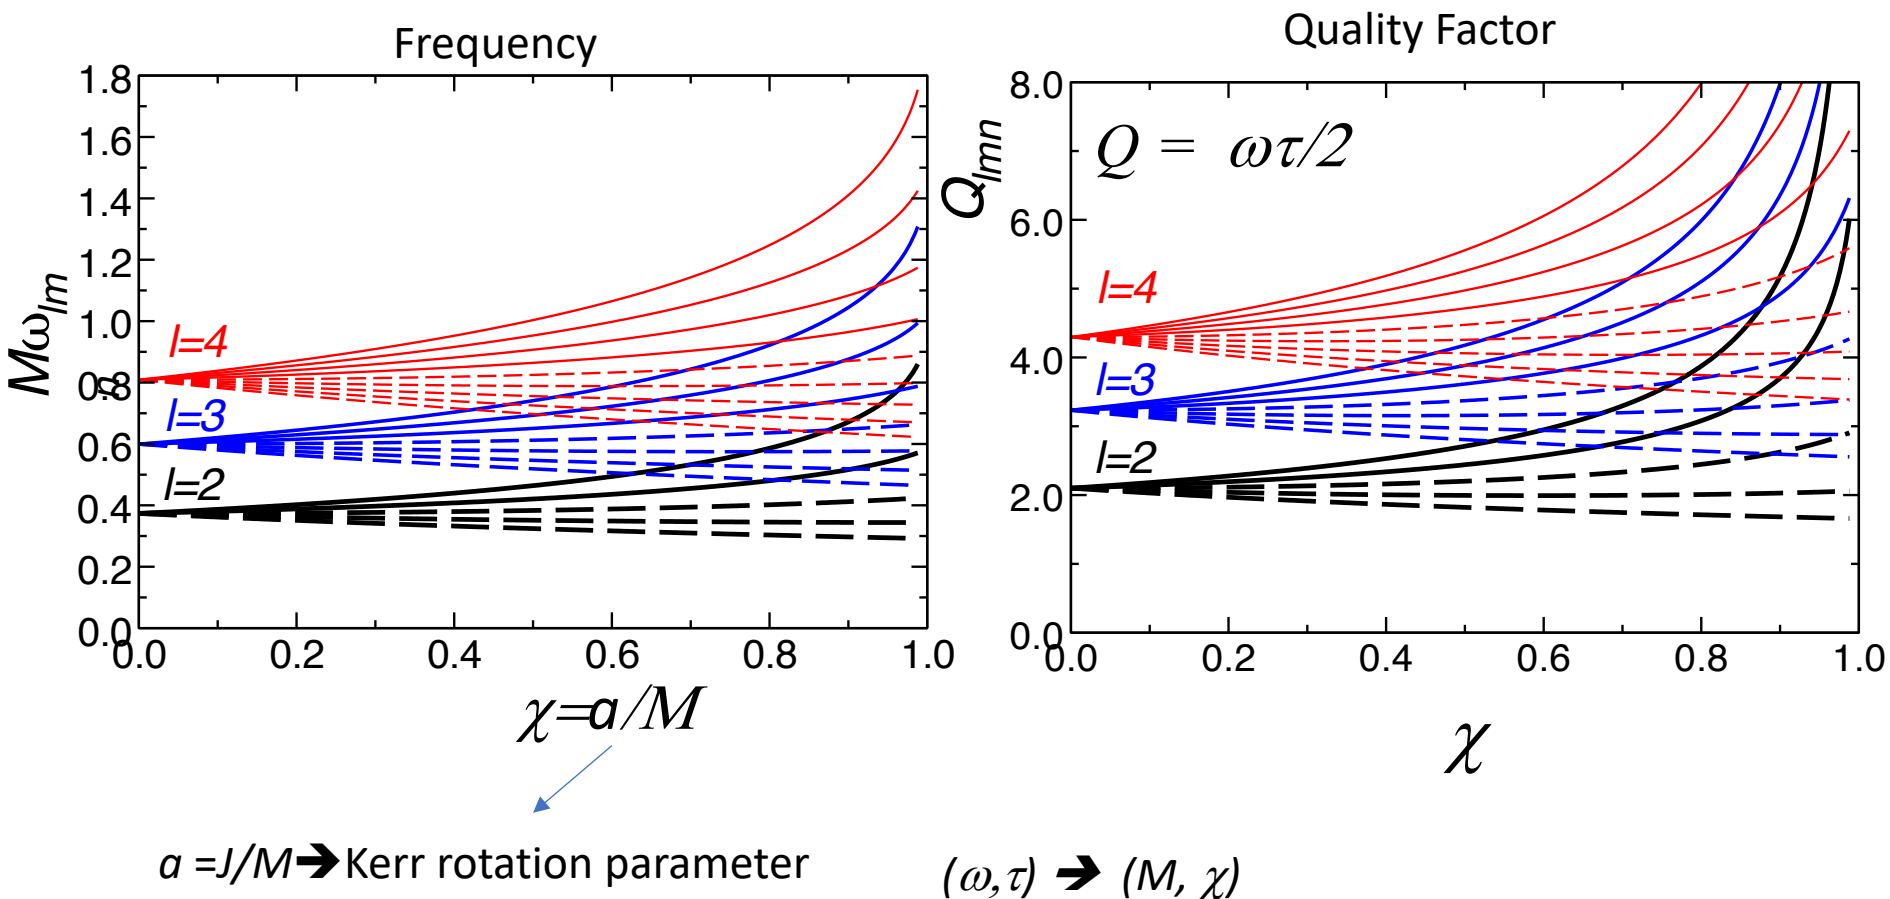 Frequency
Quality Factor
1.8
1.6
1.4
1.2
1.0
0.8
0.6
0.4
0.2
0.0
Mω_lm
l=4
l=3
l=2
0.0 0.2 0.4 0.6 0.8 1.0
χ=a/M
8.0
6.0
4.0
2.0
0.0
Q_lmn
Q = ωτ/2
l=4
l=3
l=2
0.0 0.2 0.4 0.6 0.8 1.0
χ
a =J/M➔Kerr rotation parameter
(ω,τ) ➔ (M, χ)